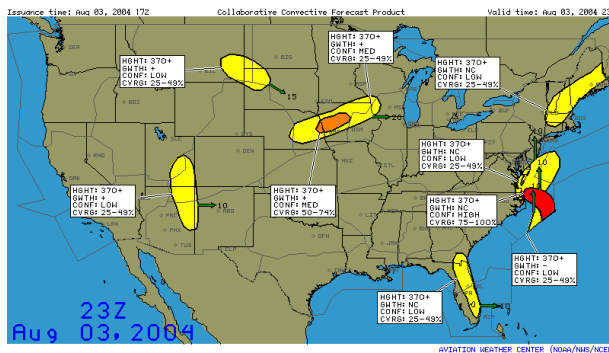 Issuance time: Aug 03, 2004 17Z Collaborative Convective Forecast Product Valid time: Aug 03, 2004 23
HGHT: 370+
GWTH: +
CONF: MED
CVRG: 25-49%
HGHT: 370+
GWTH: +
CONF: LOW
CVRG: 25-49%
HGHT: 370+
GWTH: NC
CONF: LOW
CVRG: 25-49%
15
20
HGHT: 370+
GWTH: NC
CONF: LOW
CVRG: 25-49%
10
10
HGHT: 370+
GWTH: +
CONF: LOW
CVRG: 25-49%
10
HGHT: 370+
GWTH: +
CONF: MED
CVRG: 50-74%
HGHT: 370+
GWTH: NC
CONF: HIGH
CVRG: 75-100%
HGHT: 370+
GWTH: -
CONF: LOW
CVRG: 25-49%
HGHT: 370+
GWTH: NC
CONF: LOW
CVRG: 25-49%
23Z
Aug 03, 2004
AVIATION WEATHER CENTER (NOAA/NWS/NCE